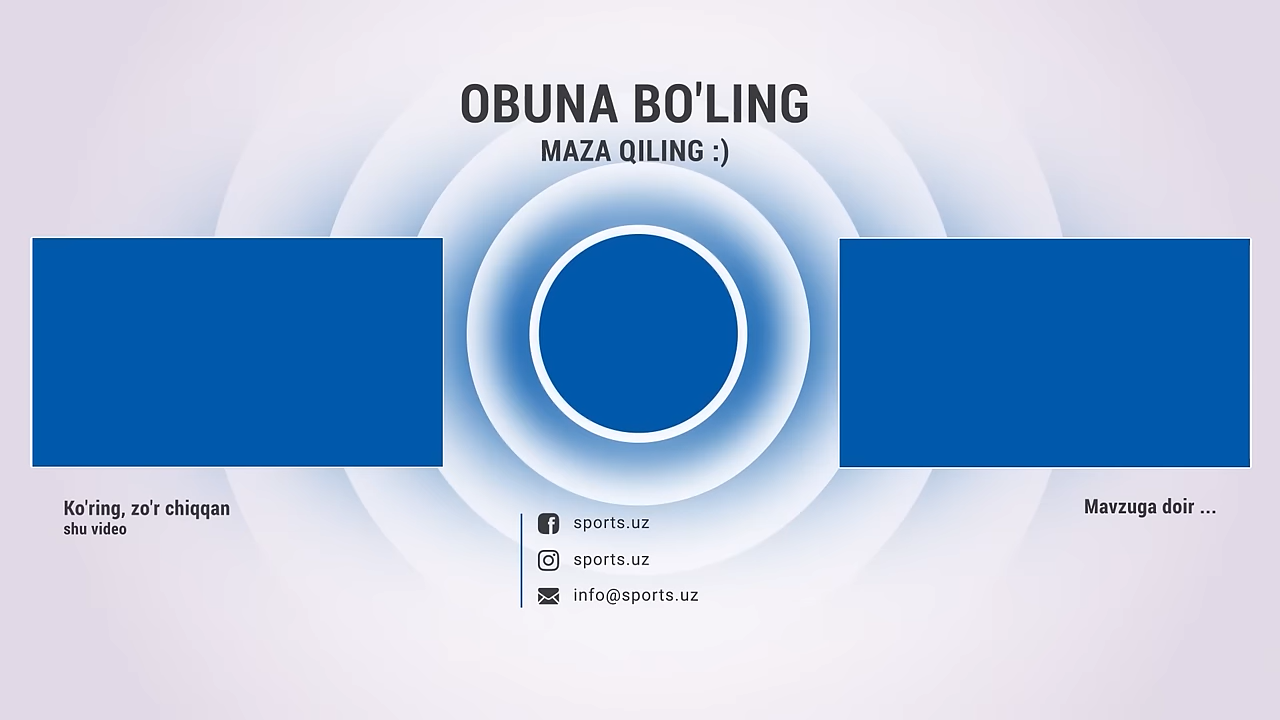 OBUNA BO'LING
MAZA QILING :)
Ko'ring, zo'r chiqqan
shu video
Mavzuga doir ...
sports.uz
sports.uz
info@sports.uz